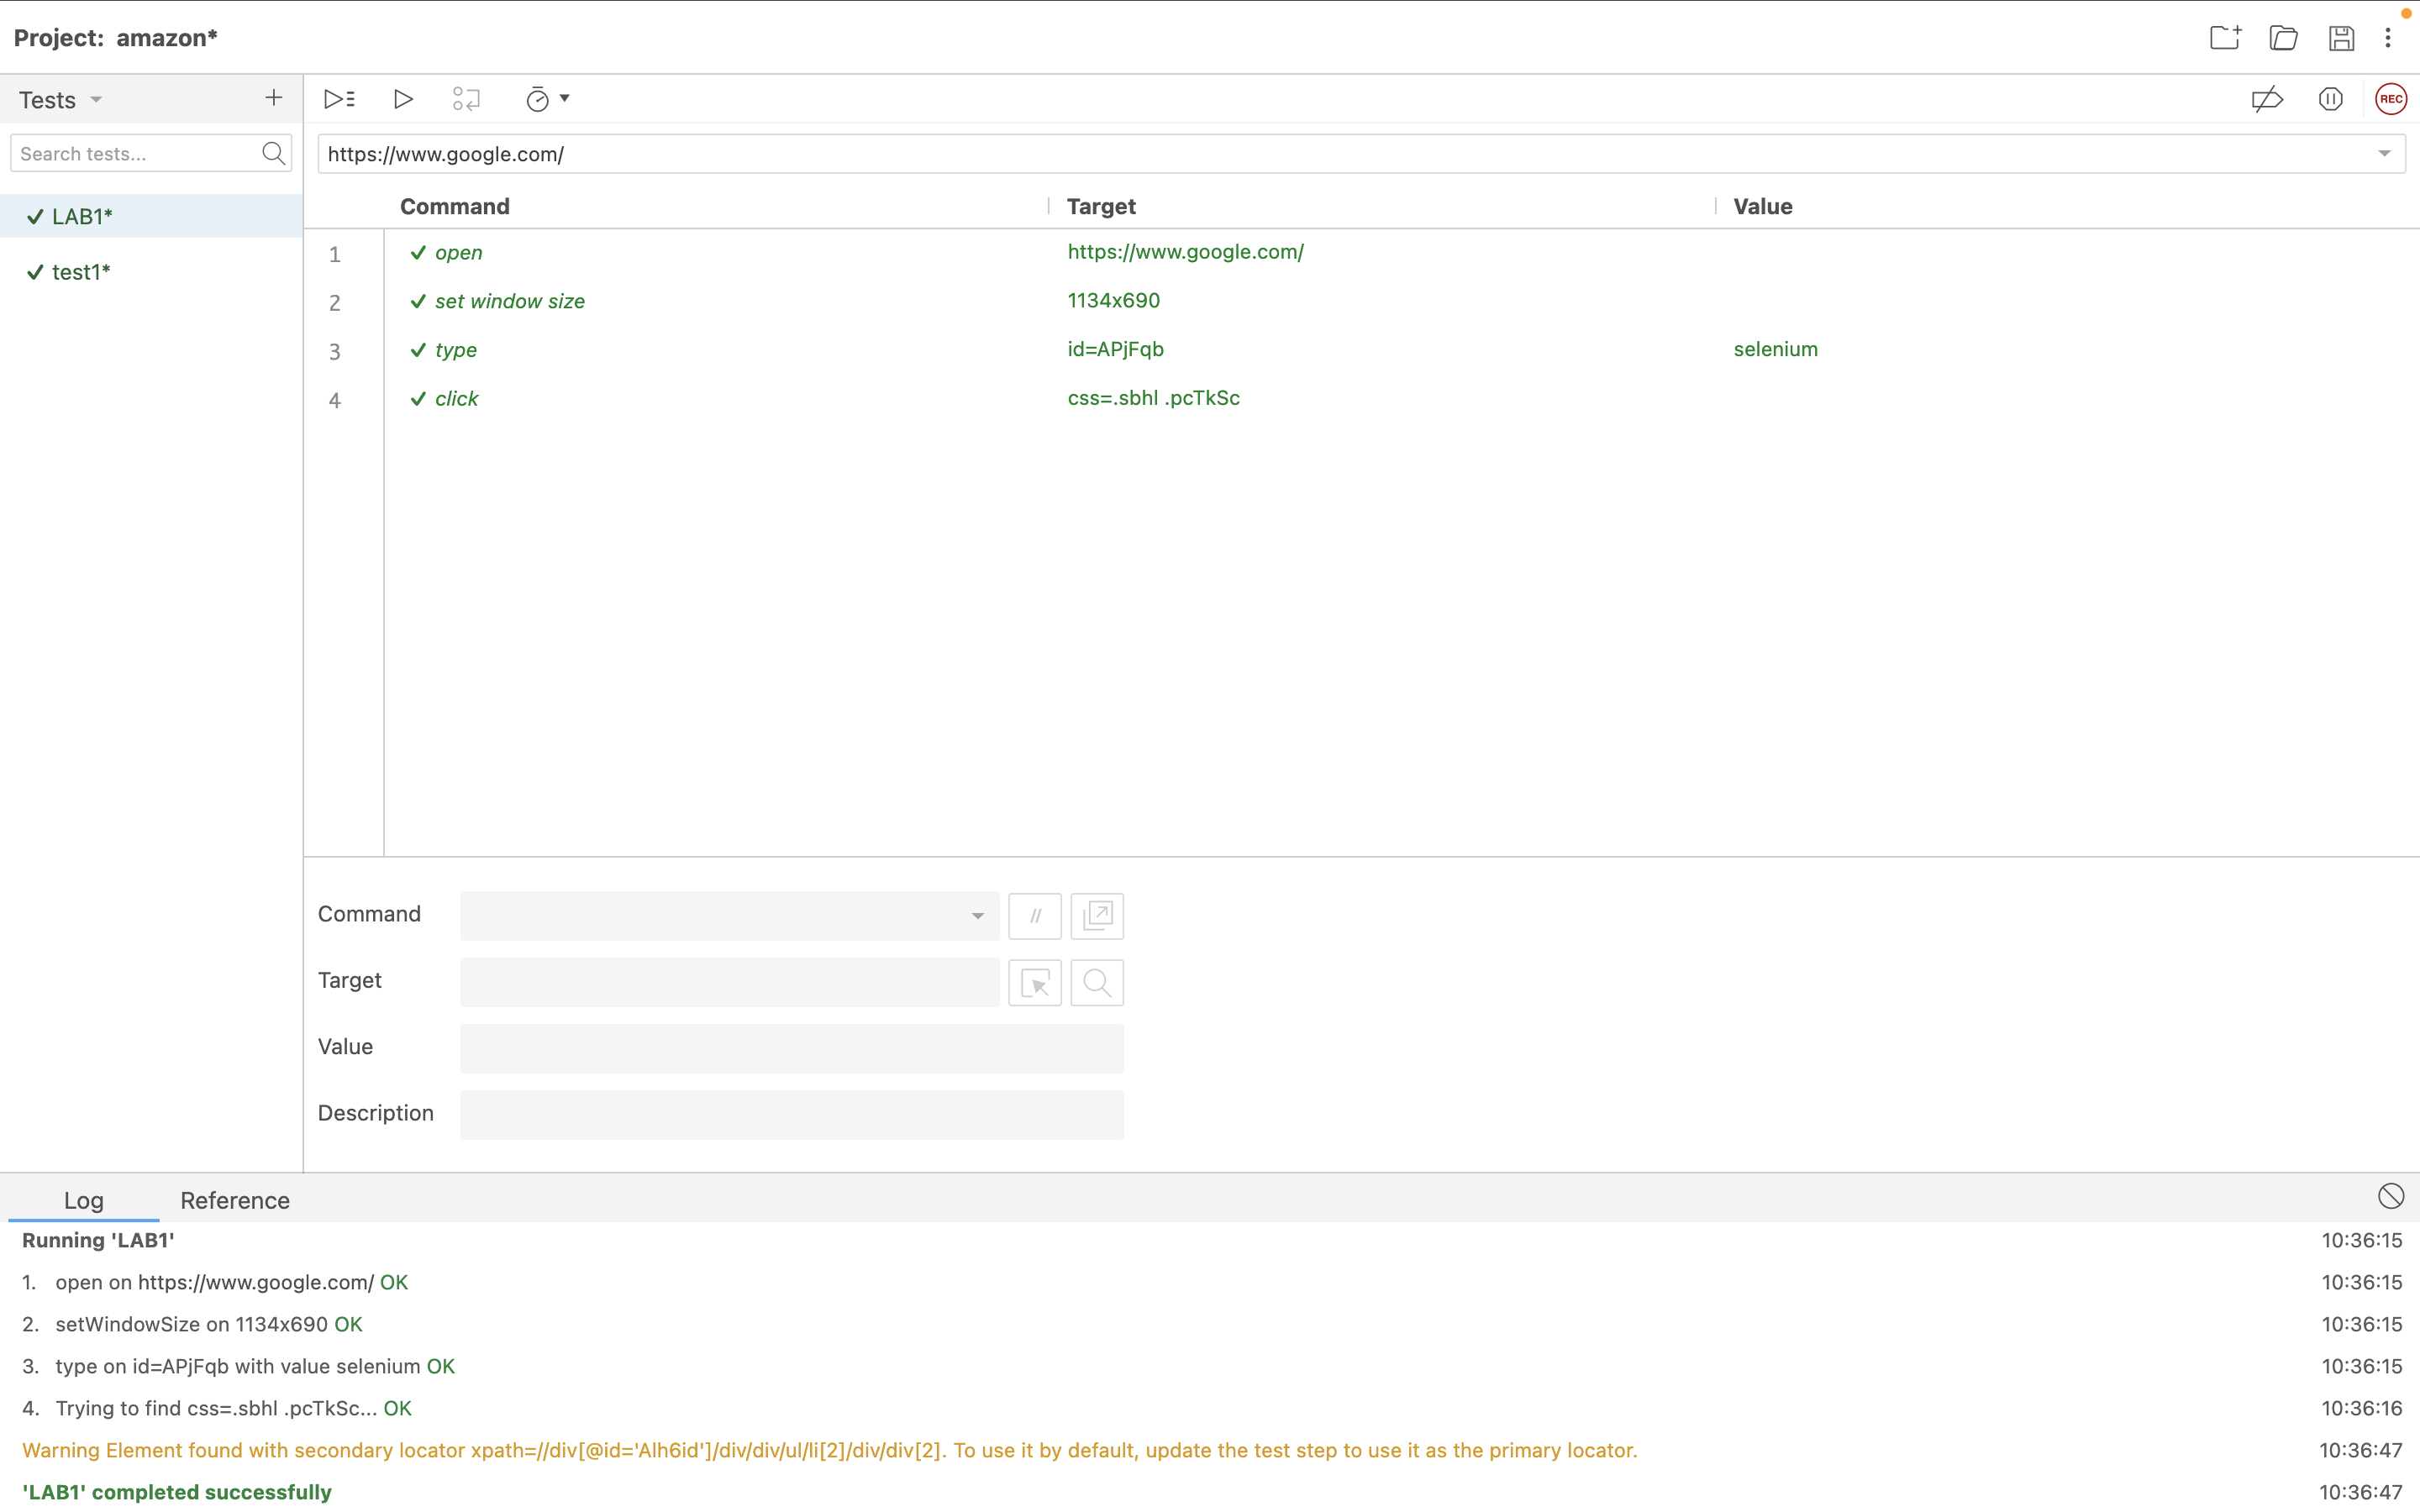 Project: amazon*
Tests
REC
Search tests...
https://www.google.com/
Command Target Value
LAB1*
test1*
1 open https://www.google.com/
2 set window size 1134x690
3 type id=APjFqb selenium
4 click css=.sbhl .pcTkSc
Command //
Target
Value
Description
Log Reference
Running 'LAB1' 10:36:15
1. open on https://www.google.com/ OK 10:36:15
2. setWindowSize on 1134x690 OK 10:36:15
3. type on id=APjFqb with value selenium OK 10:36:15
4. Trying to find css=.sbhl .pcTkSc... OK 10:36:16
Warning Element found with secondary locator xpath=//div[@id='Alh6id']/div/div/ul/li[2]/div/div[2]. To use it by default, update the test step to use it as the primary locator. 10:36:47
'LAB1' completed successfully 10:36:47